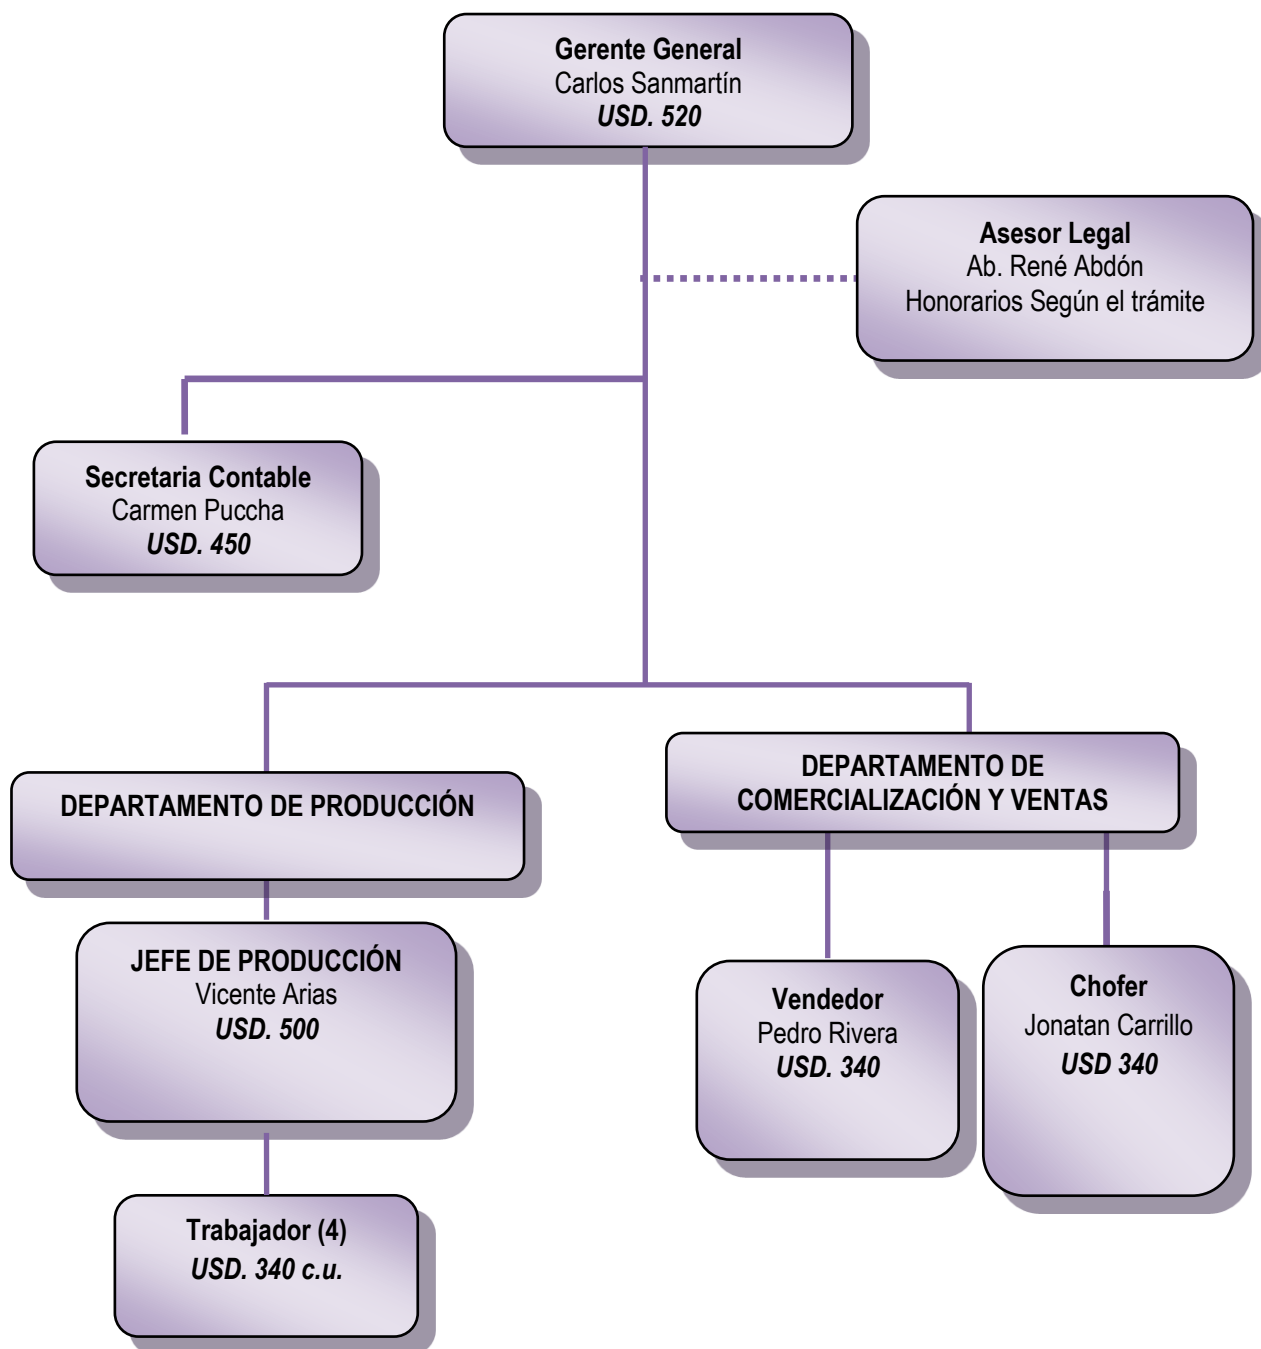 Gerente General
Carlos Sanmartín
USD. 520
Asesor Legal
Ab. René Abdón
Honorarios Según el trámite
Secretaria Contable
Carmen Puccha
USD. 450
DEPARTAMENTO DE PRODUCCIÓN
DEPARTAMENTO DE
COMERCIALIZACIÓN Y VENTAS
JEFE DE PRODUCCIÓN
Vicente Arias
USD. 500
Vendedor
Pedro Rivera
USD. 340
Chofer
Jonatan Carrillo
USD 340
Trabajador (4)
USD. 340 c.u.